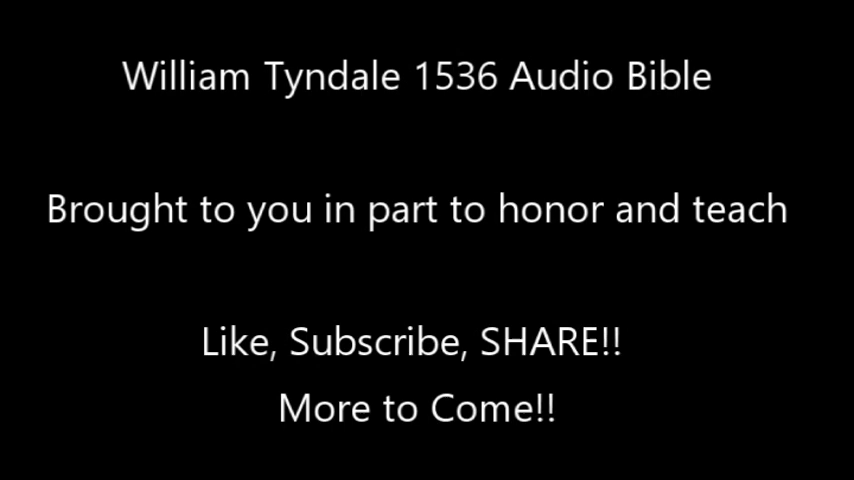 William Tyndale 1536 Audio Bible
Brought to you in part to honor and teach
Like, Subscribe, SHARE!!
More to Come!!